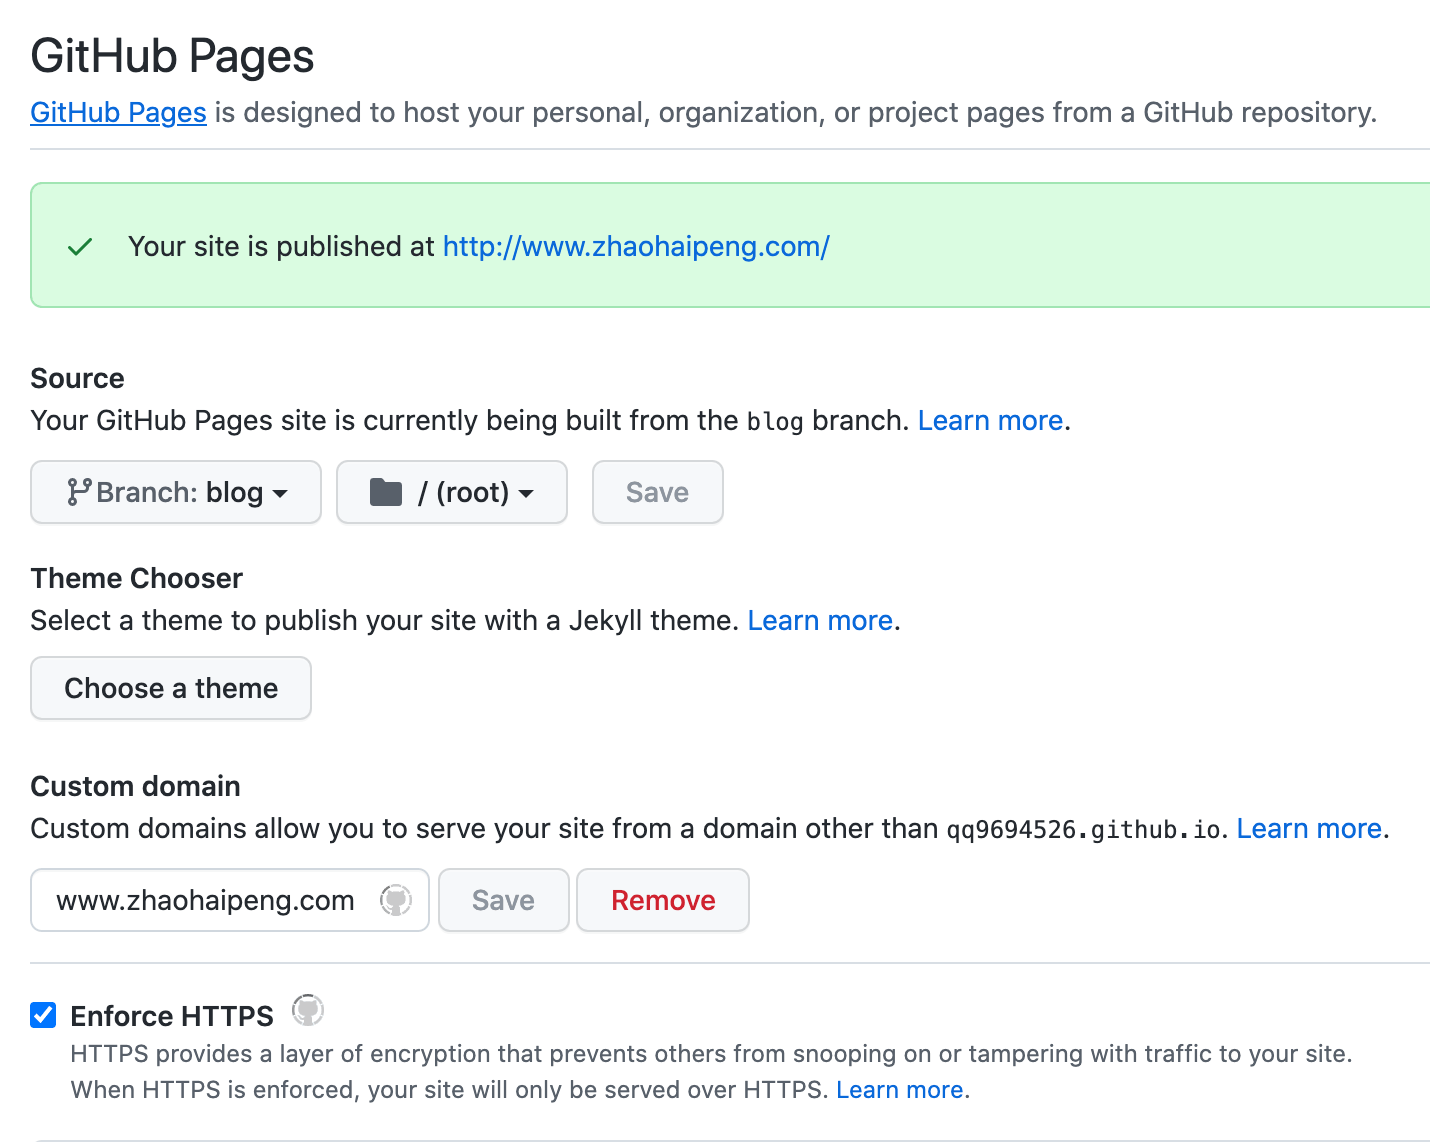 GitHub Pages
GitHub Pages is designed to host your personal, organization, or project pages from a GitHub repository.
Your site is published at http://www.zhaohaipeng.com/
Source
Your GitHub Pages site is currently being built from the blog branch. Learn more.
Branch: blog / (root) Save
Theme Chooser
Select a theme to publish your site with a Jekyll theme. Learn more.
Choose a theme
Custom domain
Custom domains allow you to serve your site from a domain other than qq9694526.github.io. Learn more.
www.zhaohaipeng.com Save Remove
Enforce HTTPS
HTTPS provides a layer of encryption that prevents others from snooping on or tampering with traffic to your site.
When HTTPS is enforced, your site will only be served over HTTPS. Learn more.